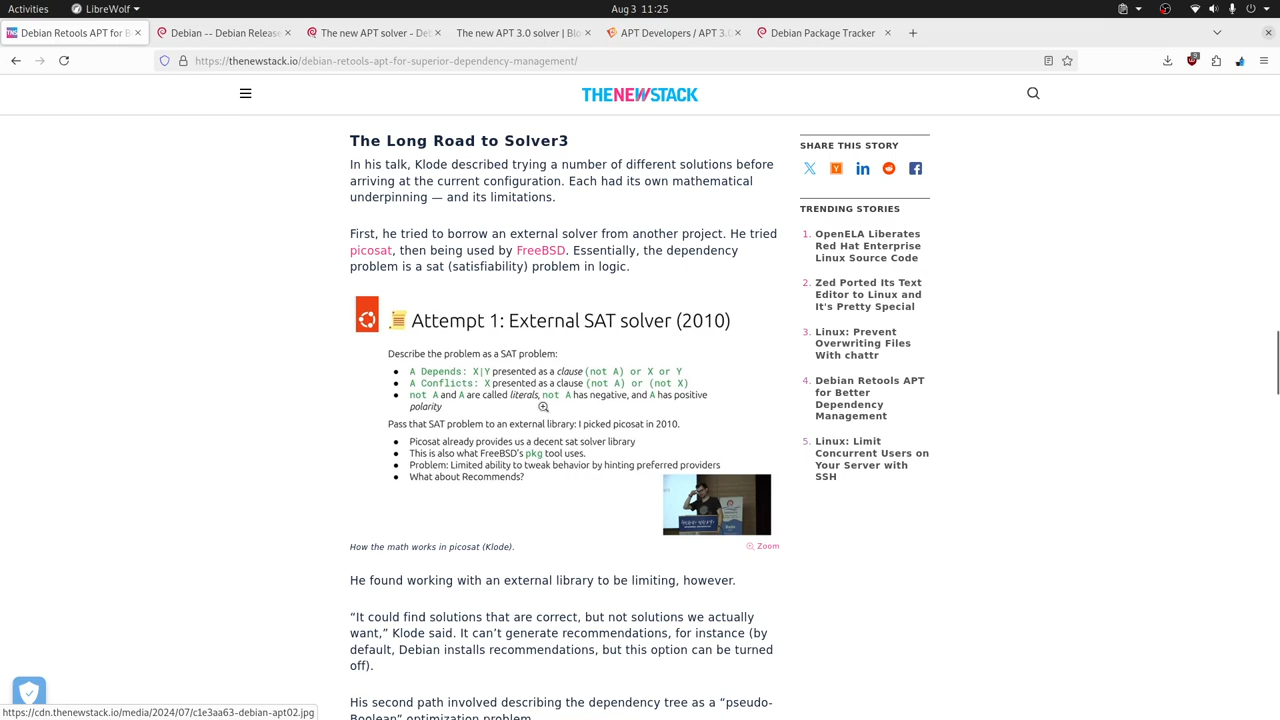 Activities
LibreWolf
Aug 3 11:25
Debian Retools APT for B
Debian -- Debian Release
The new APT solver - Deb
The new APT 3.0 solver | Blo
APT Developers / APT 3.0
Debian Package Tracker
https://thenewstack.io/debian-retools-apt-for-superior-dependency-management/
9
THENEWSTACK
The Long Road to Solver3
In his talk, Klode described trying a number of different solutions before
arriving at the current configuration. Each had its own mathematical
underpinning — and its limitations.
First, he tried to borrow an external solver from another project. He tried
picosat, then being used by FreeBSD. Essentially, the dependency
problem is a sat (satisfiability) problem in logic.
Attempt 1: External SAT solver (2010)
Describe the problem as a SAT problem:
● A Depends: X|Y presented as a clause (not A) or X or Y
● A Conflicts: X presented as a clause (not A) or (not X)
● not A and A are called literals, not A has negative, and A has positive
polarity
Pass that SAT problem to an external library: I picked picosat in 2010.
● Picosat already provides us a decent sat solver library
● This is also what FreeBSD's pkg tool uses.
● Problem: Limited ability to tweak behavior by hinting preferred providers
● What about Recommends?
How the math works in picosat (Klode).
Zoom
He found working with an external library to be limiting, however.
“It could find solutions that are correct, but not solutions we actually
want,” Klode said. It can’t generate recommendations, for instance (by
default, Debian installs recommendations, but this option can be turned
off).
His second path involved describing the dependency tree as a “pseudo-
Boolean” optimization problem.
SHARE THIS STORY
TRENDING STORIES
1. OpenELA Liberates
Red Hat Enterprise
Linux Source Code
2. Zed Ported Its Text
Editor to Linux and
It's Pretty Special
3. Linux: Prevent
Overwriting Files
With chattr
4. Debian Retools APT
for Better
Dependency
Management
5. Linux: Limit
Concurrent Users on
Your Server with
SSH
https://cdn.thenewstack.io/media/2024/07/c1e3aa63-debian-apt02.jpg